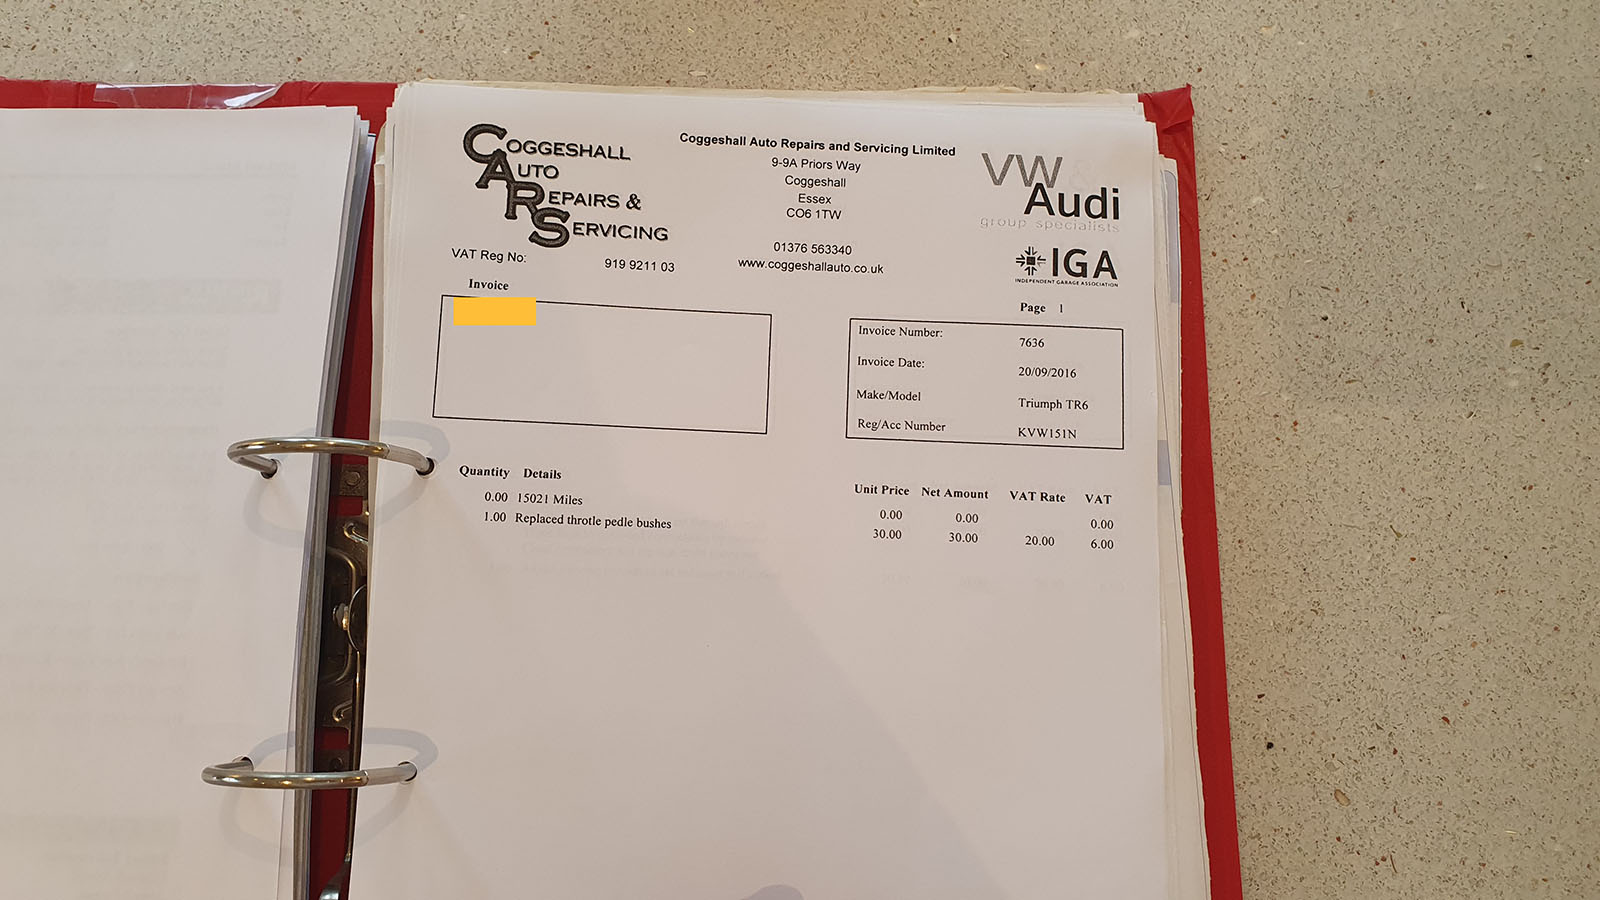 COGGESHALL
AUTO
REPAIRS &
SERVICING
Coggeshall Auto Repairs and Servicing Limited
9-9A Priors Way
Coggeshall
Essex
CO6 1TW
01376 563340
www.coggeshallauto.co.uk
VW &
Audi
group specialists
IGA
INDEPENDENT GARAGE ASSOCIATION
VAT Reg No: 919 9211 03
Invoice
Page 1
Invoice Number: 7636
Invoice Date: 20/09/2016
Make/Model Triumph TR6
Reg/Acc Number KVW151N
Quantity Details Unit Price Net Amount VAT Rate VAT
0.00 15021 Miles 0.00 0.00 0.00
1.00 Replaced throtle pedle bushes 30.00 30.00 20.00 6.00